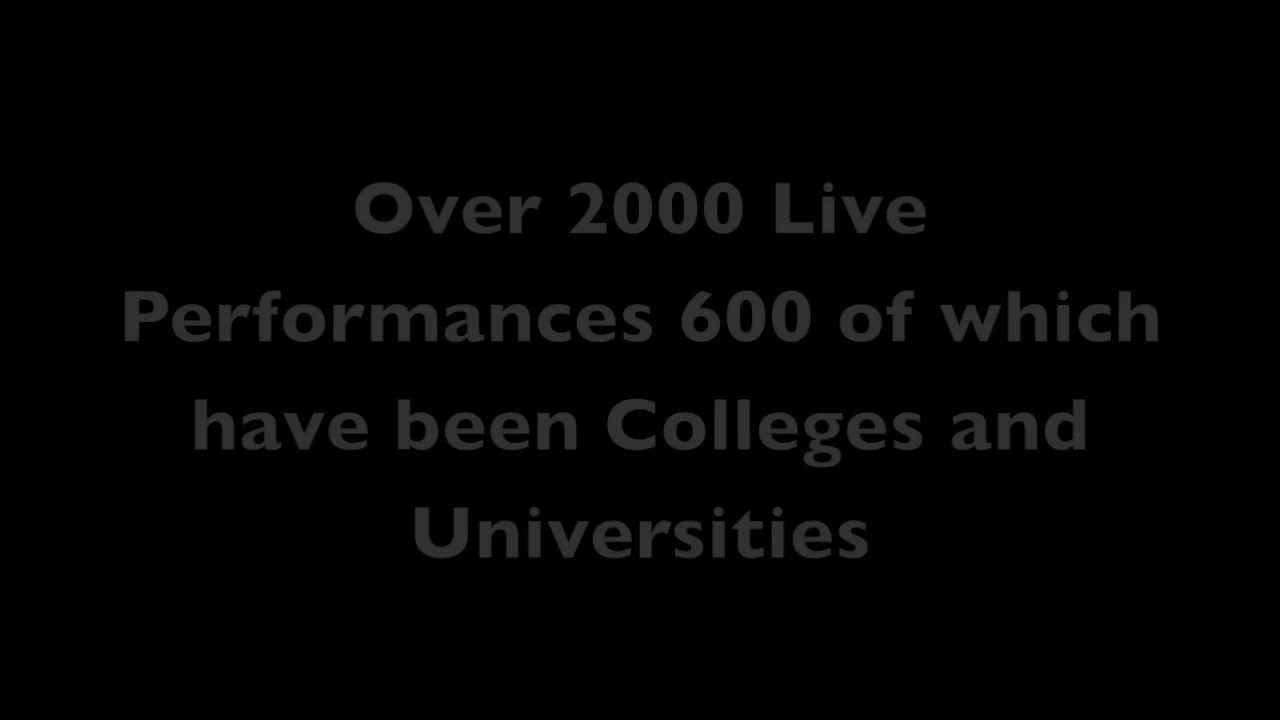 Over 2000 Live
Performances 600 of which
have been Colleges and
Universities